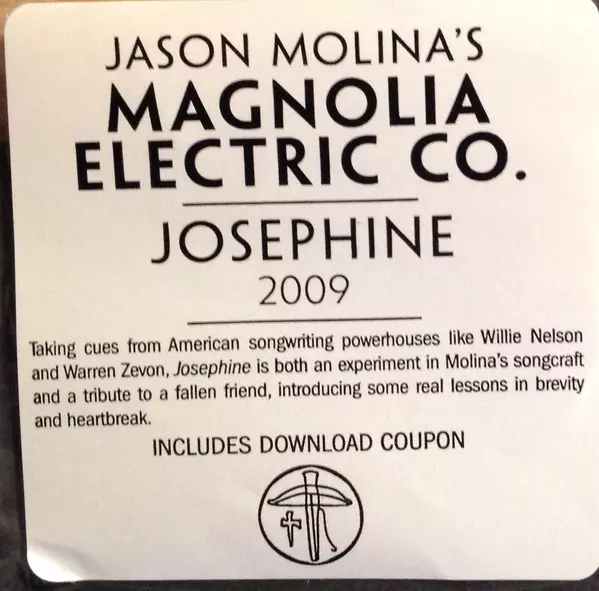 JASON MOLINA'S
MAGNOLIA
ELECTRIC CO.
JOSEPHINE
2009
Taking cues from American songwriting powerhouses like Willie Nelson
and Warren Zevon, Josephine is both an experiment in Molina's songcraft
and a tribute to a fallen friend, introducing some real lessons in brevity
and heartbreak.
INCLUDES DOWNLOAD COUPON